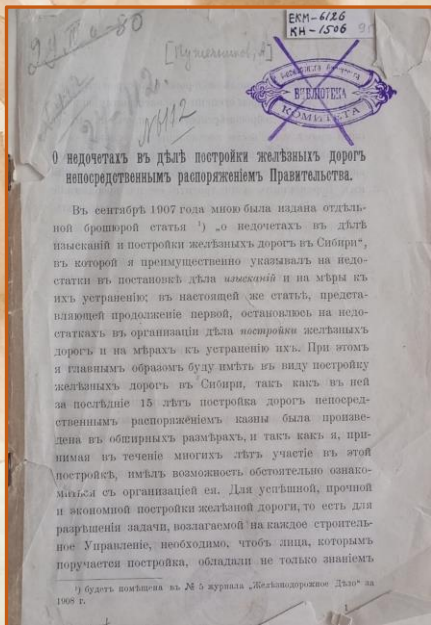 ЕКМ-6126
КН-1506
БИБЛИОТЕКА
КОМИТЕТА
№6112
О недочетахъ въ дѣлѣ постройки желѣзныхъ дорогъ
непосредственнымъ распоряженіемъ Правительства.
Въ сентябрѣ 1907 года мною была издана отдѣль-
ной брошюрой статья ¹) „о недочетахъ въ дѣлѣ
изысканій и постройки желѣзныхъ дорогъ въ Сибири“,
въ которой я преимущественно указывалъ на недо-
статки въ постановкѣ дѣла изысканій и на мѣры къ
ихъ устраненію; въ настоящей же статьѣ, предста-
вляющей продолженіе первой, остановлюсь на недо-
статкахъ въ организаціи дѣла постройки желѣзныхъ
дорогъ и на мѣрахъ къ устраненію ихъ. При этомъ
я главнымъ образомъ буду имѣть въ виду постройку
желѣзныхъ дорогъ въ Сибири, такъ какъ въ ней
за послѣдніе 15 лѣтъ постройка дорогъ непосред-
ственнымъ распоряженіемъ казны была произве-
дена въ обширныхъ размѣрахъ, и такъ какъ я, при-
нимая въ теченіе многихъ лѣтъ участіе въ этой
постройкѣ, имѣлъ возможность обстоятельно ознако-
миться съ организаціей ея. Для успѣшной, прочной
и экономной постройки желѣзной дороги, то есть для
разрѣшенія задачи, возлагаемой на каждое строитель-
ное Управленіе, необходимо, чтобъ лица, которымъ
поручается постройка, обладали не только знаніемъ
¹) будетъ помѣщена въ № 5 журнала „Желѣзнодорожное Дѣло“ за
1908 г.
1